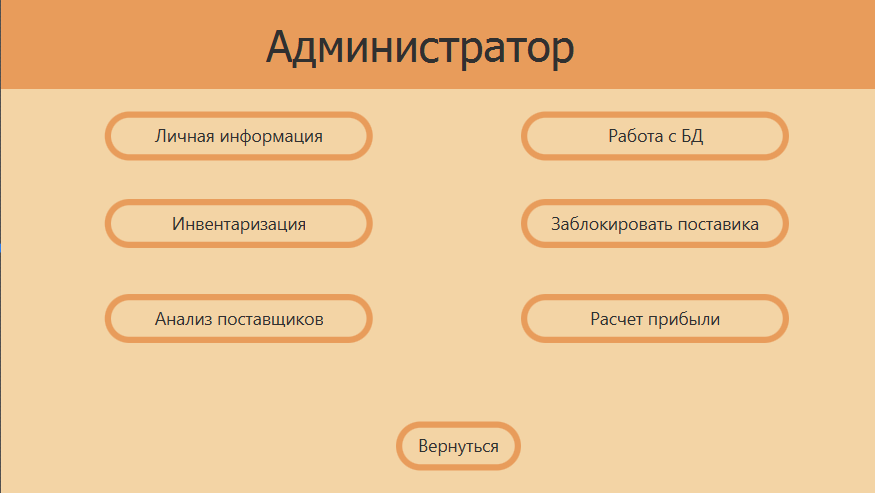 Администратор
Личная информация
Работа с БД
Инвентаризация
Заблокировать поставика
Анализ поставщиков
Расчет прибыли
Вернуться